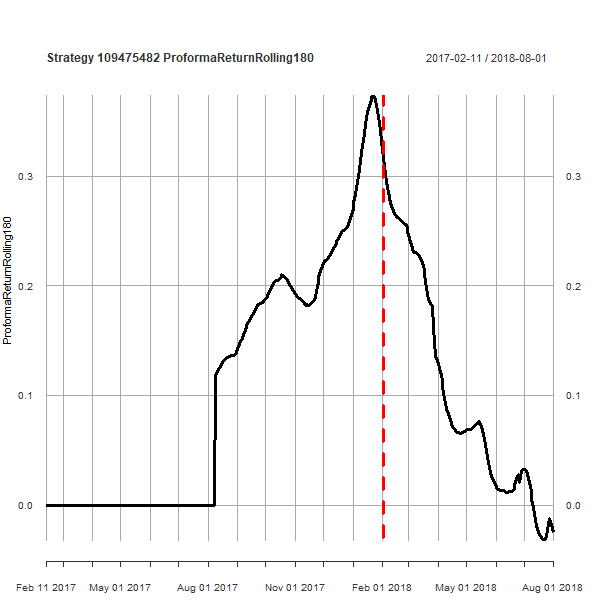 Strategy 109475482 ProformaReturnRolling180
2017-02-11 / 2018-08-01
ProformaReturnRolling180
0.3
0.3
0.2
0.2
0.1
0.1
0.0
0.0
Feb 11 2017
May 01 2017
Aug 01 2017
Nov 01 2017
Feb 01 2018
May 01 2018
Aug 01 2018